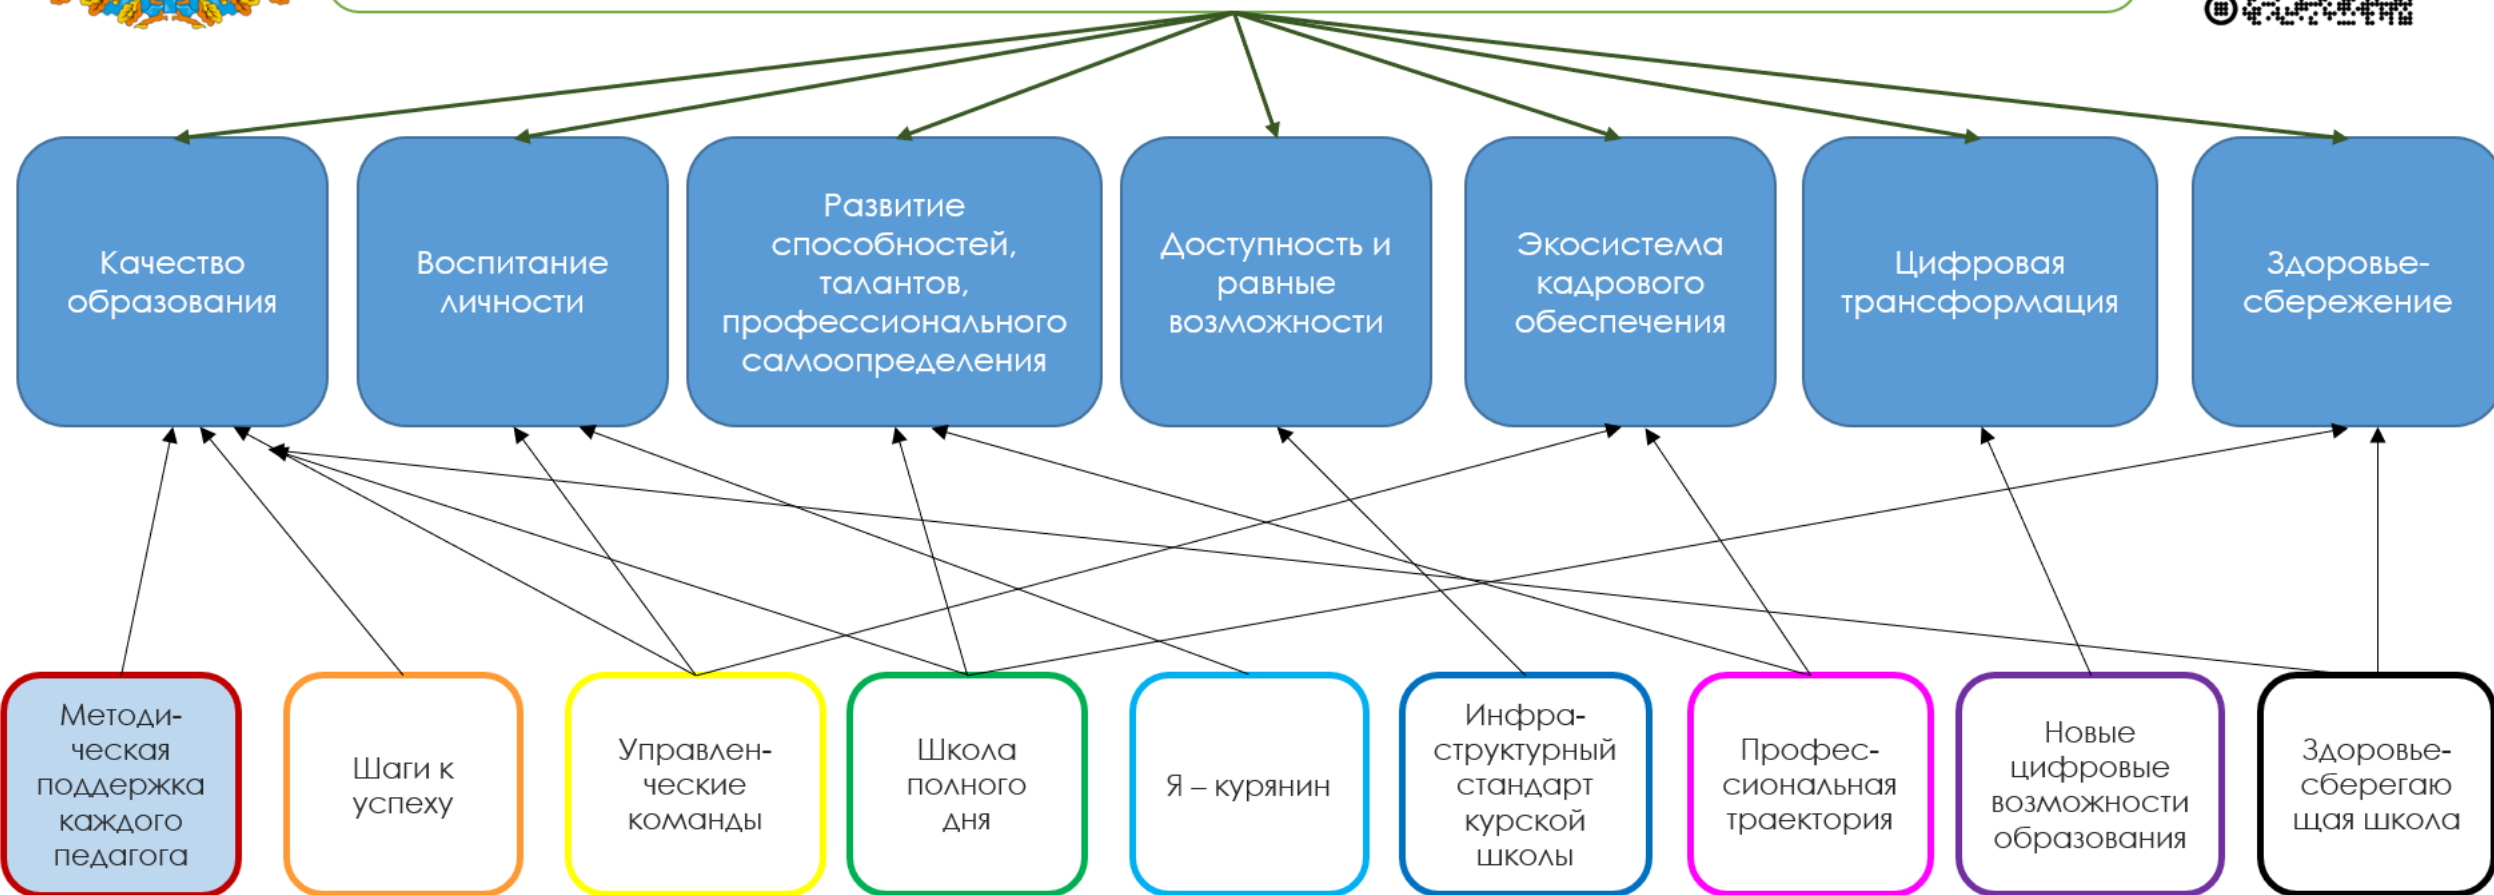 Качество
образования
Воспитание
личности
Развитие
способностей,
талантов,
профессионального
самоопределения
Доступность и
равные
возможности
Экосистема
кадрового
обеспечения
Цифровая
трансформация
Здоровье-
сбережение
Методи-
ческая
поддержка
каждого
педагога
Шаги к
успеху
Управлен-
ческие
команды
Школа
полного
дня
Я – курянин
Инфра-
структурный
стандарт
курской
школы
Профес-
сиональная
траектория
Новые
цифровые
возможности
образования
Здоровье-
сберегаю
щая школа